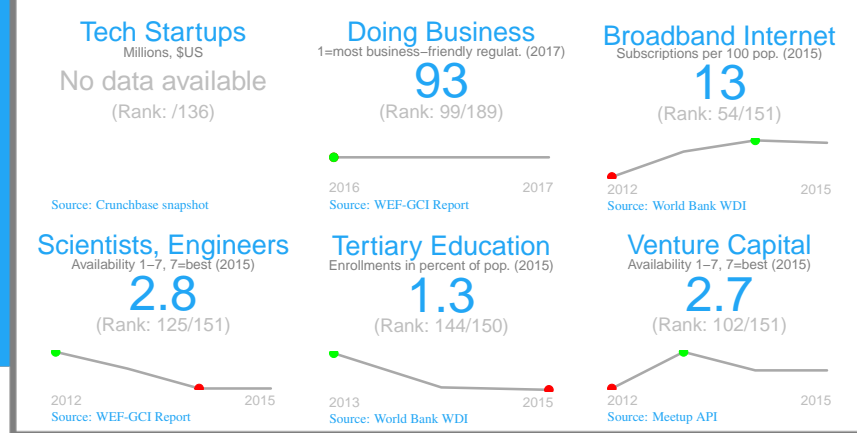 Tech Startups
Millions, $US
No data available
(Rank: /136)
Source: Crunchbase snapshot
Doing Business
1=most business−friendly regulat. (2017)
93
(Rank: 99/189)
2016 2017
Source: WEF-GCI Report
Broadband Internet
Subscriptions per 100 pop. (2015)
13
(Rank: 54/151)
2012 2015
Source: World Bank WDI
Scientists, Engineers
Availability 1−7, 7=best (2015)
2.8
(Rank: 125/151)
2012 2015
Source: WEF-GCI Report
Tertiary Education
Enrollments in percent of pop. (2015)
1.3
(Rank: 144/150)
2013 2015
Source: World Bank WDI
Venture Capital
Availability 1−7, 7=best (2015)
2.7
(Rank: 102/151)
2012 2015
Source: Meetup API